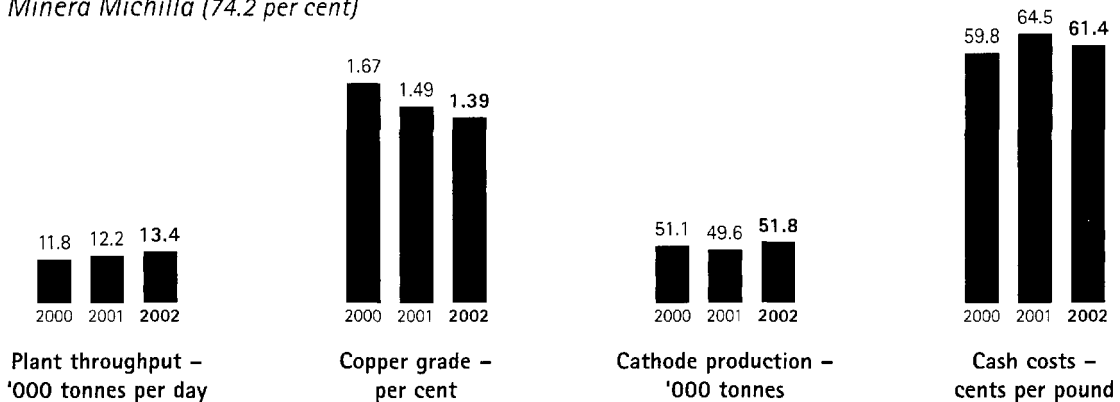 Minera Michilla (74.2 per cent)
11.8 12.2 13.4
2000 2001 2002
Plant throughput –
'000 tonnes per day
1.67
1.49
1.39
2000 2001 2002
Copper grade –
per cent
51.1 49.6 51.8
2000 2001 2002
Cathode production –
'000 tonnes
59.8 64.5 61.4
2000 2001 2002
Cash costs –
cents per pound